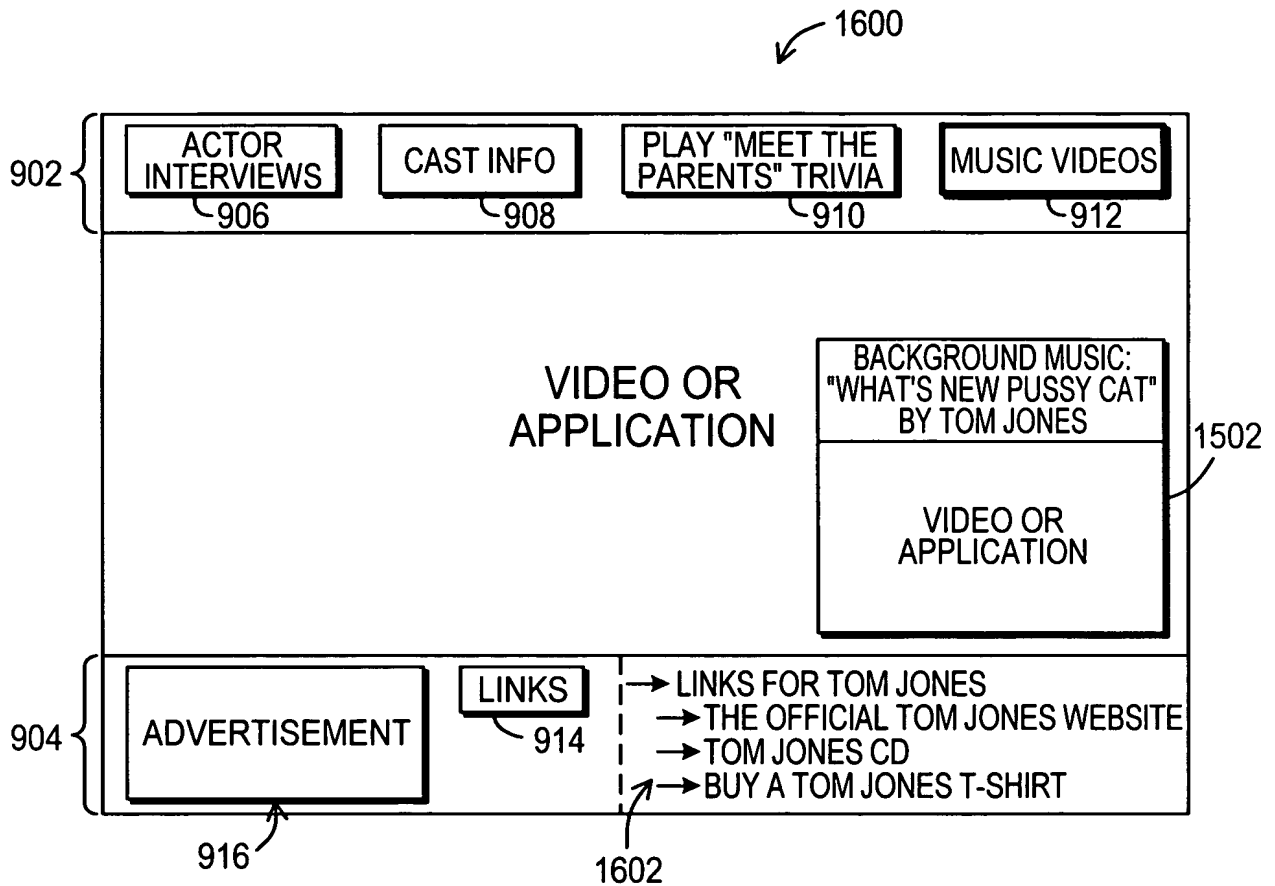 1600
902
ACTOR
INTERVIEWS
906
CAST INFO
908
PLAY "MEET THE
PARENTS" TRIVIA
910
MUSIC VIDEOS
912
VIDEO OR
APPLICATION
BACKGROUND MUSIC:
"WHAT'S NEW PUSSY CAT"
BY TOM JONES
1502
VIDEO OR
APPLICATION
904
ADVERTISEMENT
916
LINKS
914
LINKS FOR TOM JONES
THE OFFICIAL TOM JONES WEBSITE
TOM JONES CD
BUY A TOM JONES T-SHIRT
1602